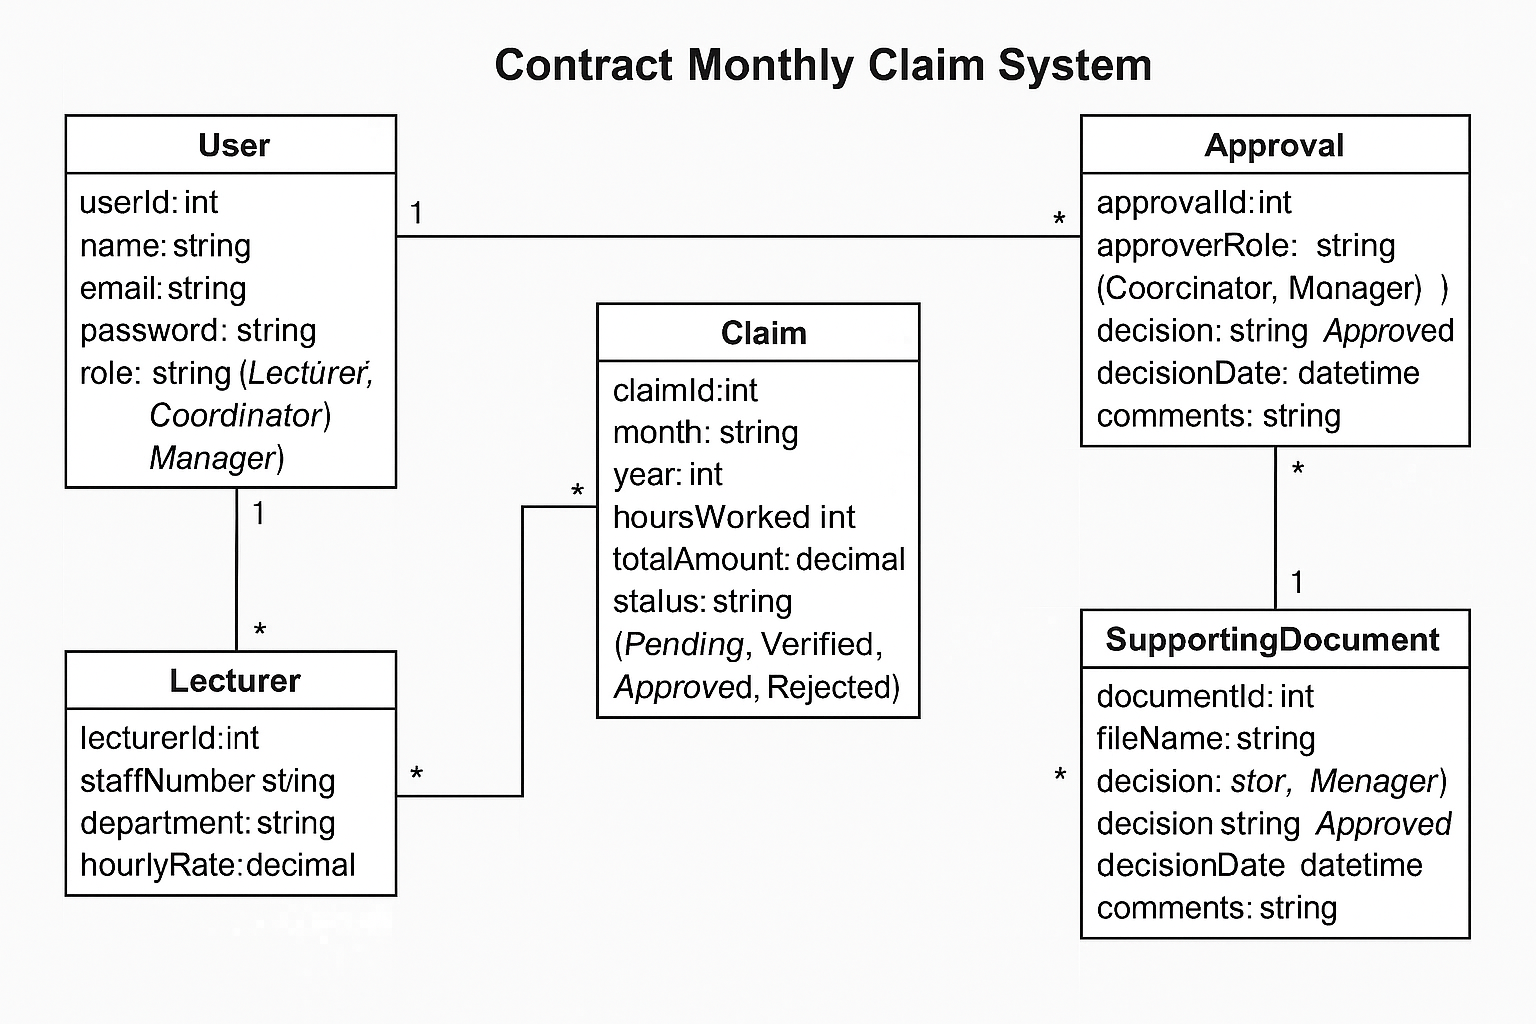 Contract Monthly Claim System
User
userId: int
name: string
email: string
password: string
role: string (Lecturer,
Coordinator)
Manager)
1
*
Approval
approvalId: int
approverRole: string
(Coorcinator, Manager) )
decision: string Approved
decisionDate: datetime
comments: string
Claim
claimId:int
month: string
year: int
hoursWorked int
totalAmount: decimal
stalus: string
(Pending, Verified,
Approved, Rejected)
*
1
*
Lecturer
lecturerId:int
staffNumber sting
department: string
hourlyRate: decimal
*
*
1
SupportingDocument
documentId: int
fileName: string
decision: stor, Menager)
decision string Approved
decisionDate datetime
comments: string
*